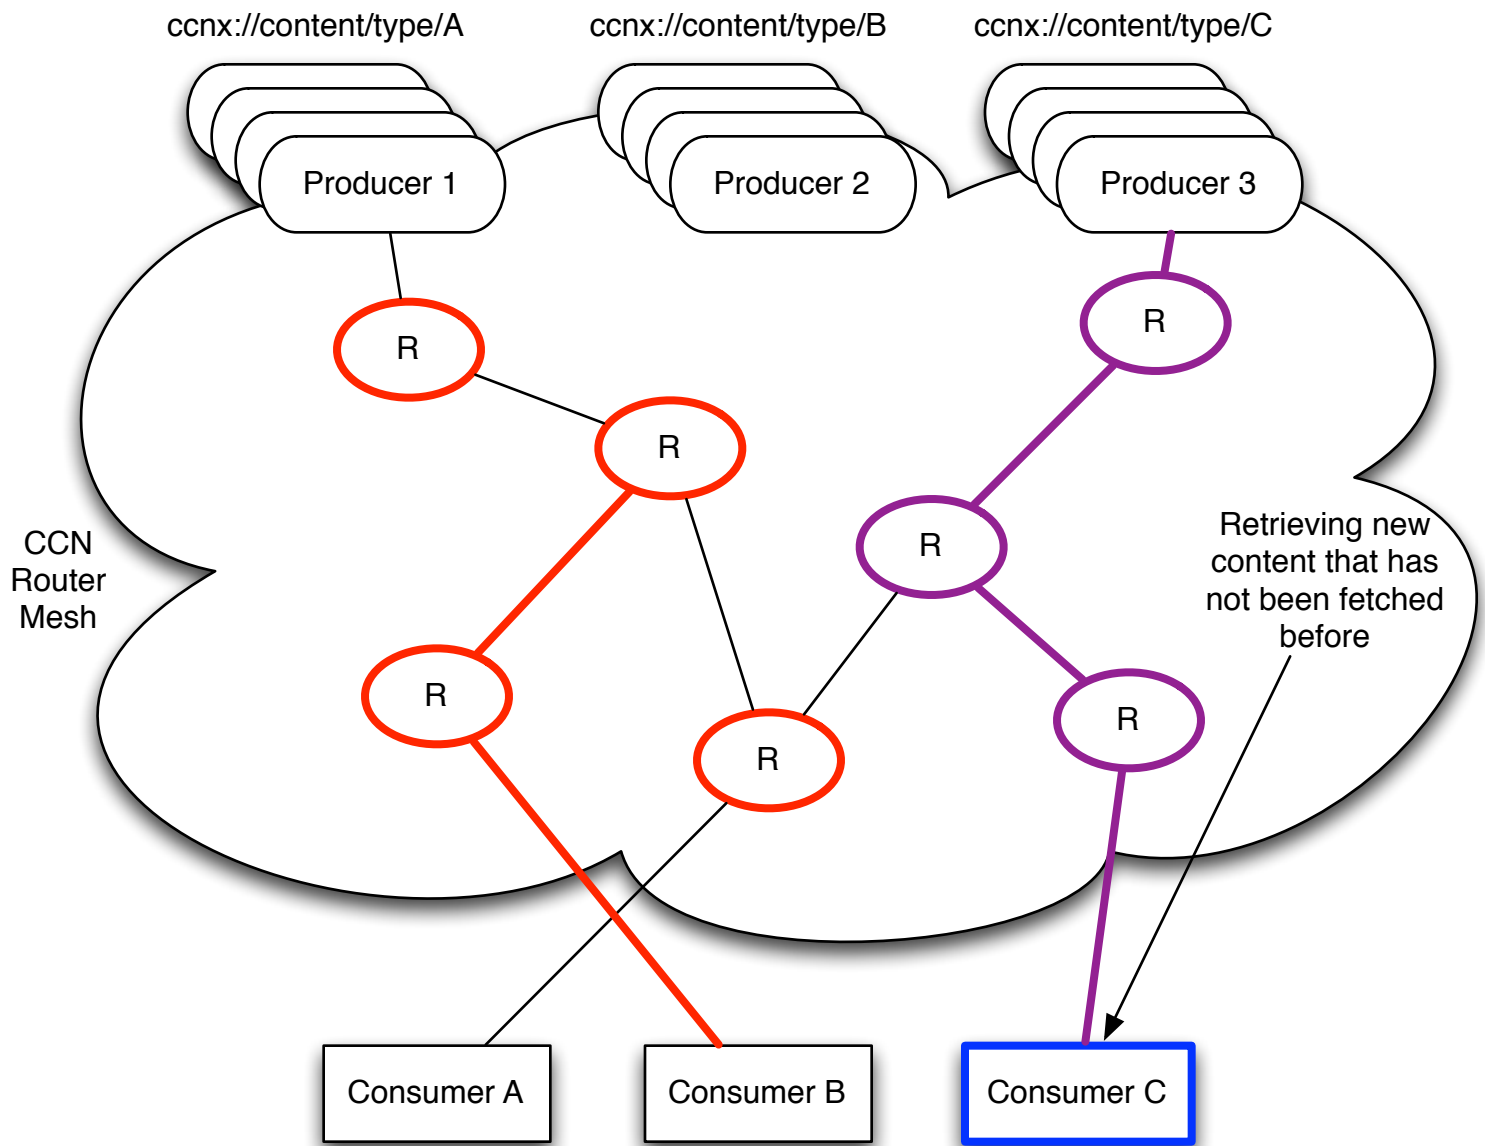 ccnx://content/type/A
ccnx://content/type/B
ccnx://content/type/C
Producer 1
Producer 2
Producer 3
R
R
R
R
CCN
Router
Mesh
Retrieving new
content that has
not been fetched
before
R
R
R
Consumer A
Consumer B
Consumer C